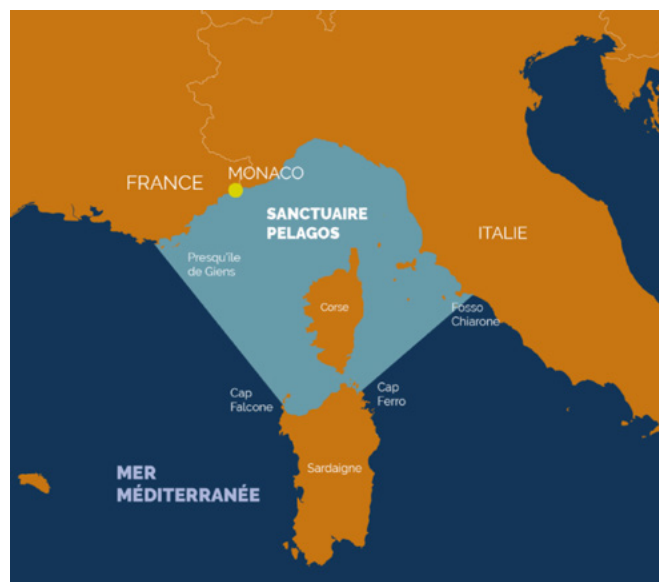 MONACO
FRANCE
SANCTUAIRE
PELAGOS
ITALIE
Presqu'île
de Giens
Corse
Fosso
Chiarone
Cap
Falcone
Cap
Ferro
Sardaigne
MER
MÉDITERRANÉE